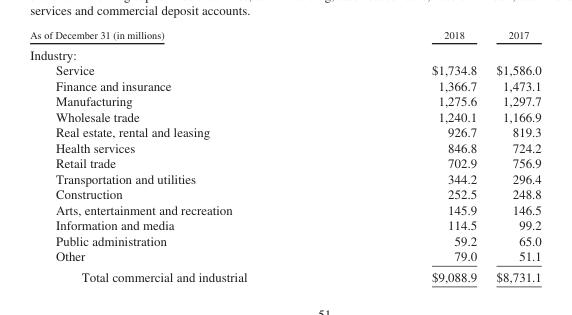 services and commercial deposit accounts.
As of December 31 (in millions) 2018 2017
Industry:
Service $1,734.8 $1,586.0
Finance and insurance 1,366.7 1,473.1
Manufacturing 1,275.6 1,297.7
Wholesale trade 1,240.1 1,166.9
Real estate, rental and leasing 926.7 819.3
Health services 846.8 724.2
Retail trade 702.9 756.9
Transportation and utilities 344.2 296.4
Construction 252.5 248.8
Arts, entertainment and recreation 145.9 146.5
Information and media 114.5 99.2
Public administration 59.2 65.0
Other 79.0 51.1
Total commercial and industrial $9,088.9 $8,731.1